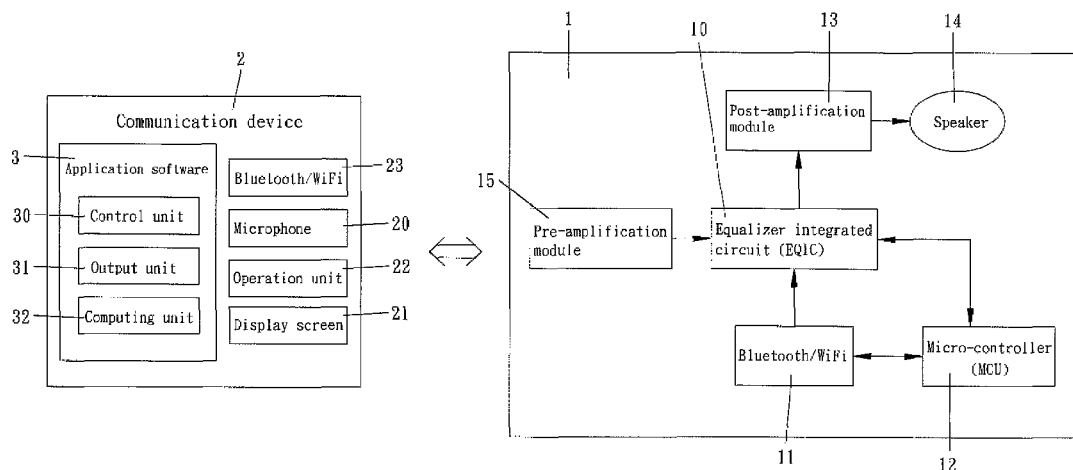 2
Communication device
3
Application software
30
Control unit
31
Output unit
32
Computing unit
23
Bluetooth/WiFi
20
Microphone
22
Operation unit
21
Display screen
1
10
13
14
Post-amplification
module
Speaker
15
Pre-amplification
module
Equalizer integrated
circuit (EQIC)
Bluetooth/WiFi
Micro-controller
(MCU)
11
12